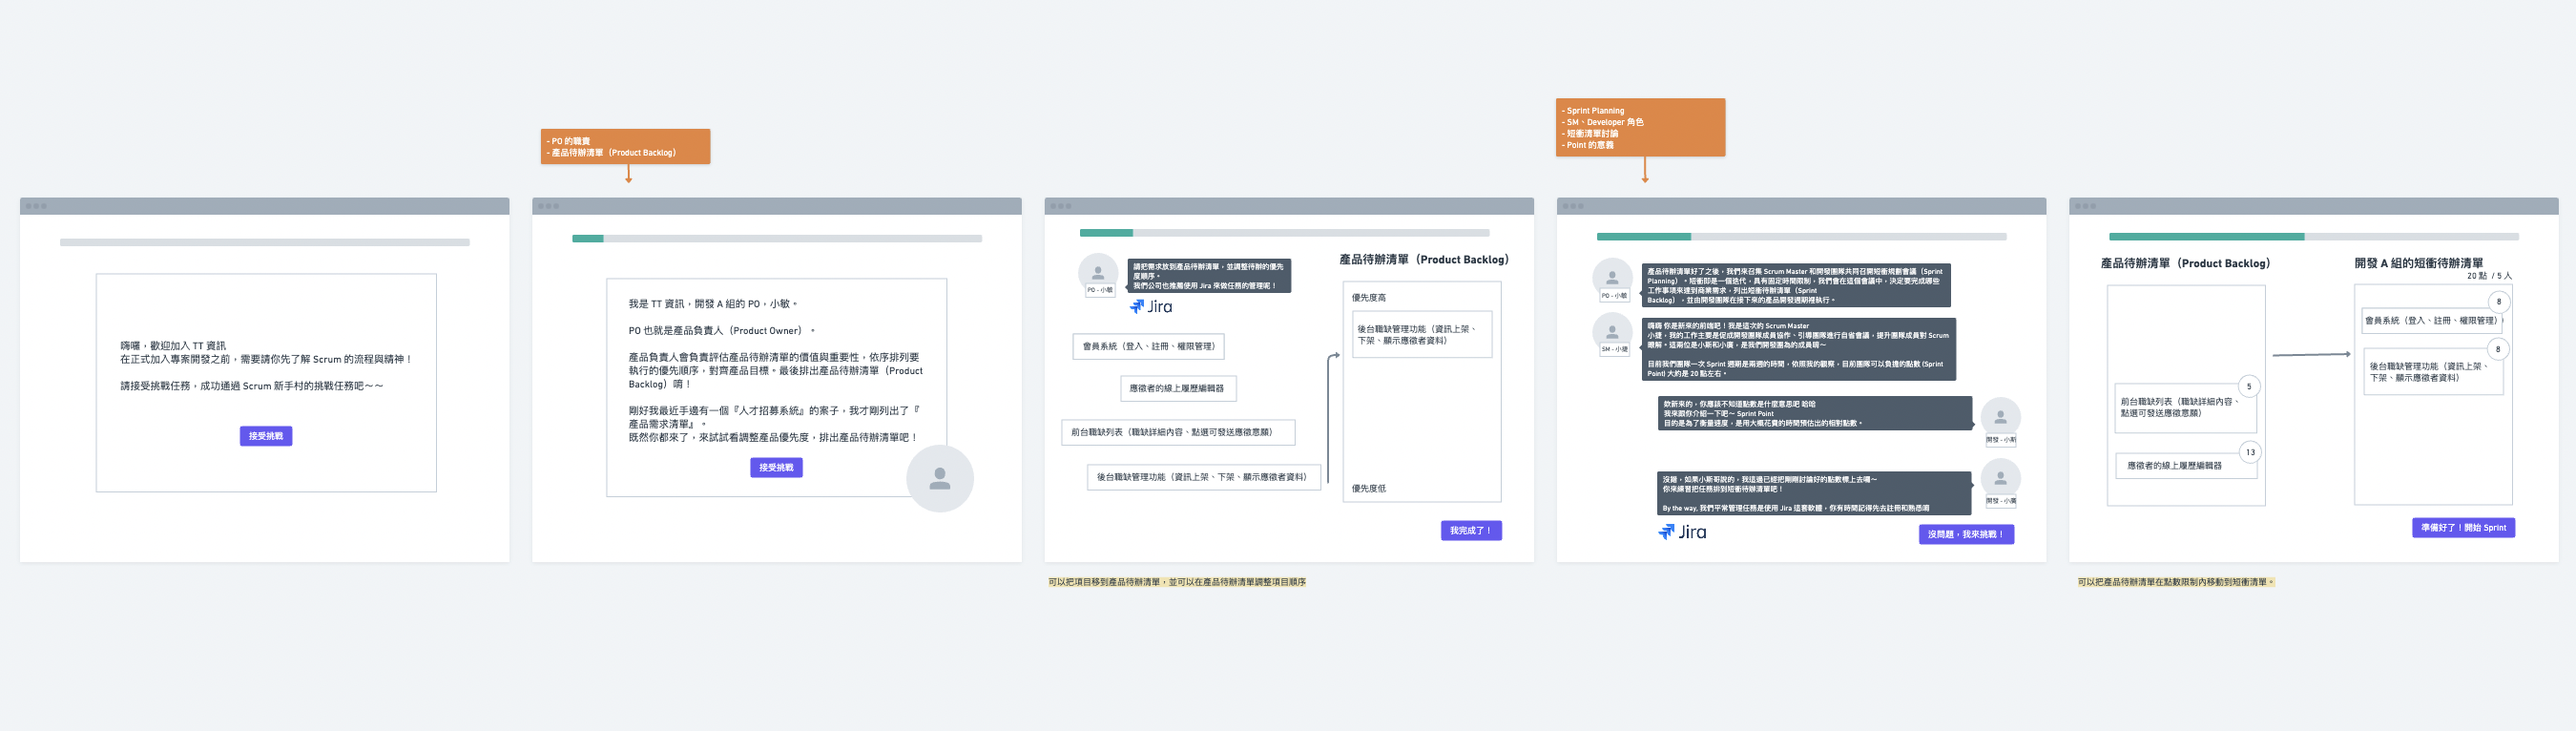 嗨囉，歡迎加入 TT 資訊
在正式加入專案開發之前，需要請你先了解 Scrum 的流程與精神！
請接受挑戰任務，成功通過 Scrum 新手村的挑戰任務吧～～
接受挑戰
- PO 的職責
- 產品待辦清單（Product Backlog）
我是 TT 資訊，開發 A 組的 PO，小敏。
PO 也就是產品負責人（Product Owner）。
產品負責人會負責評估產品待辦清單的價值與重要性，依序排列要
執行的優先順序，對齊產品目標。最後排出產品待辦清單（Product
Backlog）唷！
剛好我最近手邊有一個『人才招募系統』的案子，我才剛列出了『
產品需求清單』。
既然你都來了，來試試看調整產品優先度，排出產品待辦清單吧！
接受挑戰
PO - 小敏
請把需求放到產品待辦清單，並調整待辦的優先
度順序。
我們公司也推薦使用 Jira 來做任務的管理呢！
Jira
會員系統（登入、註冊、權限管理）
應徵者的線上履歷編輯器
前台職缺列表（職缺詳細內容、點選可發送應徵意願）
後台職缺管理功能（資訊上架、下架、顯示應徵者資料）
產品待辦清單（Product Backlog）
優先度高
後台職缺管理功能（資訊上架、
下架、顯示應徵者資料）
優先度低
我完成了！
可以把項目移到產品待辦清單，並可以在產品待辦清單調整項目順序
- Sprint Planning
- SM、Developer 角色
- 短衝清單討論
- Point 的意義
PO - 小敏
產品待辦清單好了之後，我們來召集 Scrum Master 和開發團隊共同召開短衝規劃會議（Sprint
Planning）。短衝即是一個迭代，具有固定時間限制，我們會在這個會議中，決定要完成哪些
工作事項來達到商業需求，列出短衝待辦清單（Sprint
Backlog），並由開發團隊在接下來的產品開發週期裡執行。
SM - 小捷
嗨嗨 你是新來的前端吧！我是這次的 Scrum Master
小捷，我的工作主要是促成開發團隊成員協作、引導團隊進行自省會議，提升團隊成員對 Scrum
瞭解。這兩位是小斯和小廣，是我們開發團為的成員唷～
目前我們團隊一次 Sprint 週期是兩週的時間，依照我的觀察，目前團隊可以負擔的點數 (Sprint
Point) 大約是 20 點左右。
欸新來的，你應該不知道點數是什麼意思吧 哈哈
我來跟你介紹一下吧～ Sprint Point
目的是為了衡量速度，是用大概花費的時間預估出的相對點數。
開發 - 小斯
沒錯，如果小斯哥說的，我這邊已經把剛剛討論好的點數標上去囉～
你來練習把任務排到短衝待辦清單吧！
By the way, 我們平常管理任務是使用 Jira 這套軟體，你有時間記得先去註冊和熟悉唷
開發 - 小廣
Jira
沒問題，我來挑戰！
產品待辦清單（Product Backlog）
5
前台職缺列表（職缺詳細內容、
點選可發送應徵意願）
13
應徵者的線上履歷編輯器
開發 A 組的短衝待辦清單
20 點 / 5 人
8
會員系統（登入、註冊、權限管理）
8
後台職缺管理功能（資訊上架、
下架、顯示應徵者資料）
準備好了！開始 Sprint
可以把產品待辦清單在點數限制內移動到短衝清單。